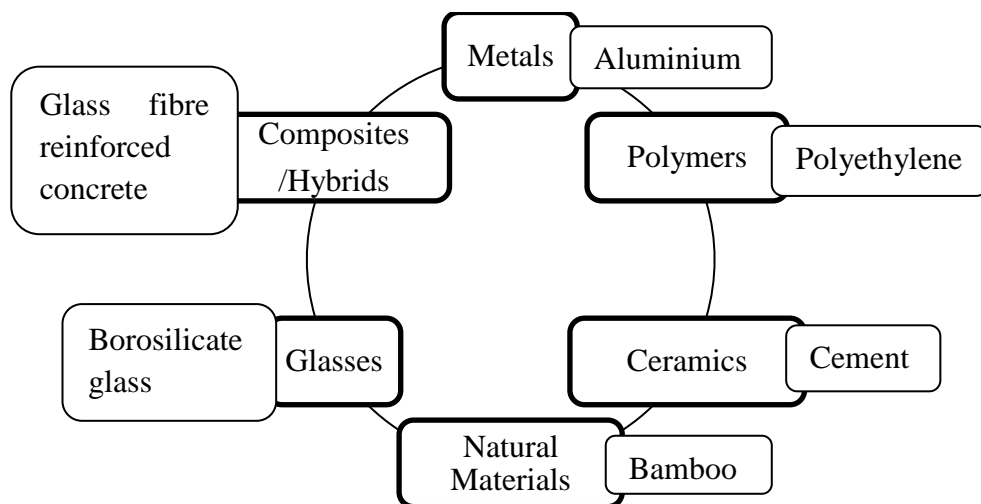 Metals
Aluminium
Glass fibre
reinforced
concrete
Composites
/Hybrids
Polymers
Polyethylene
Borosilicate
glass
Glasses
Ceramics
Cement
Natural
Materials
Bamboo